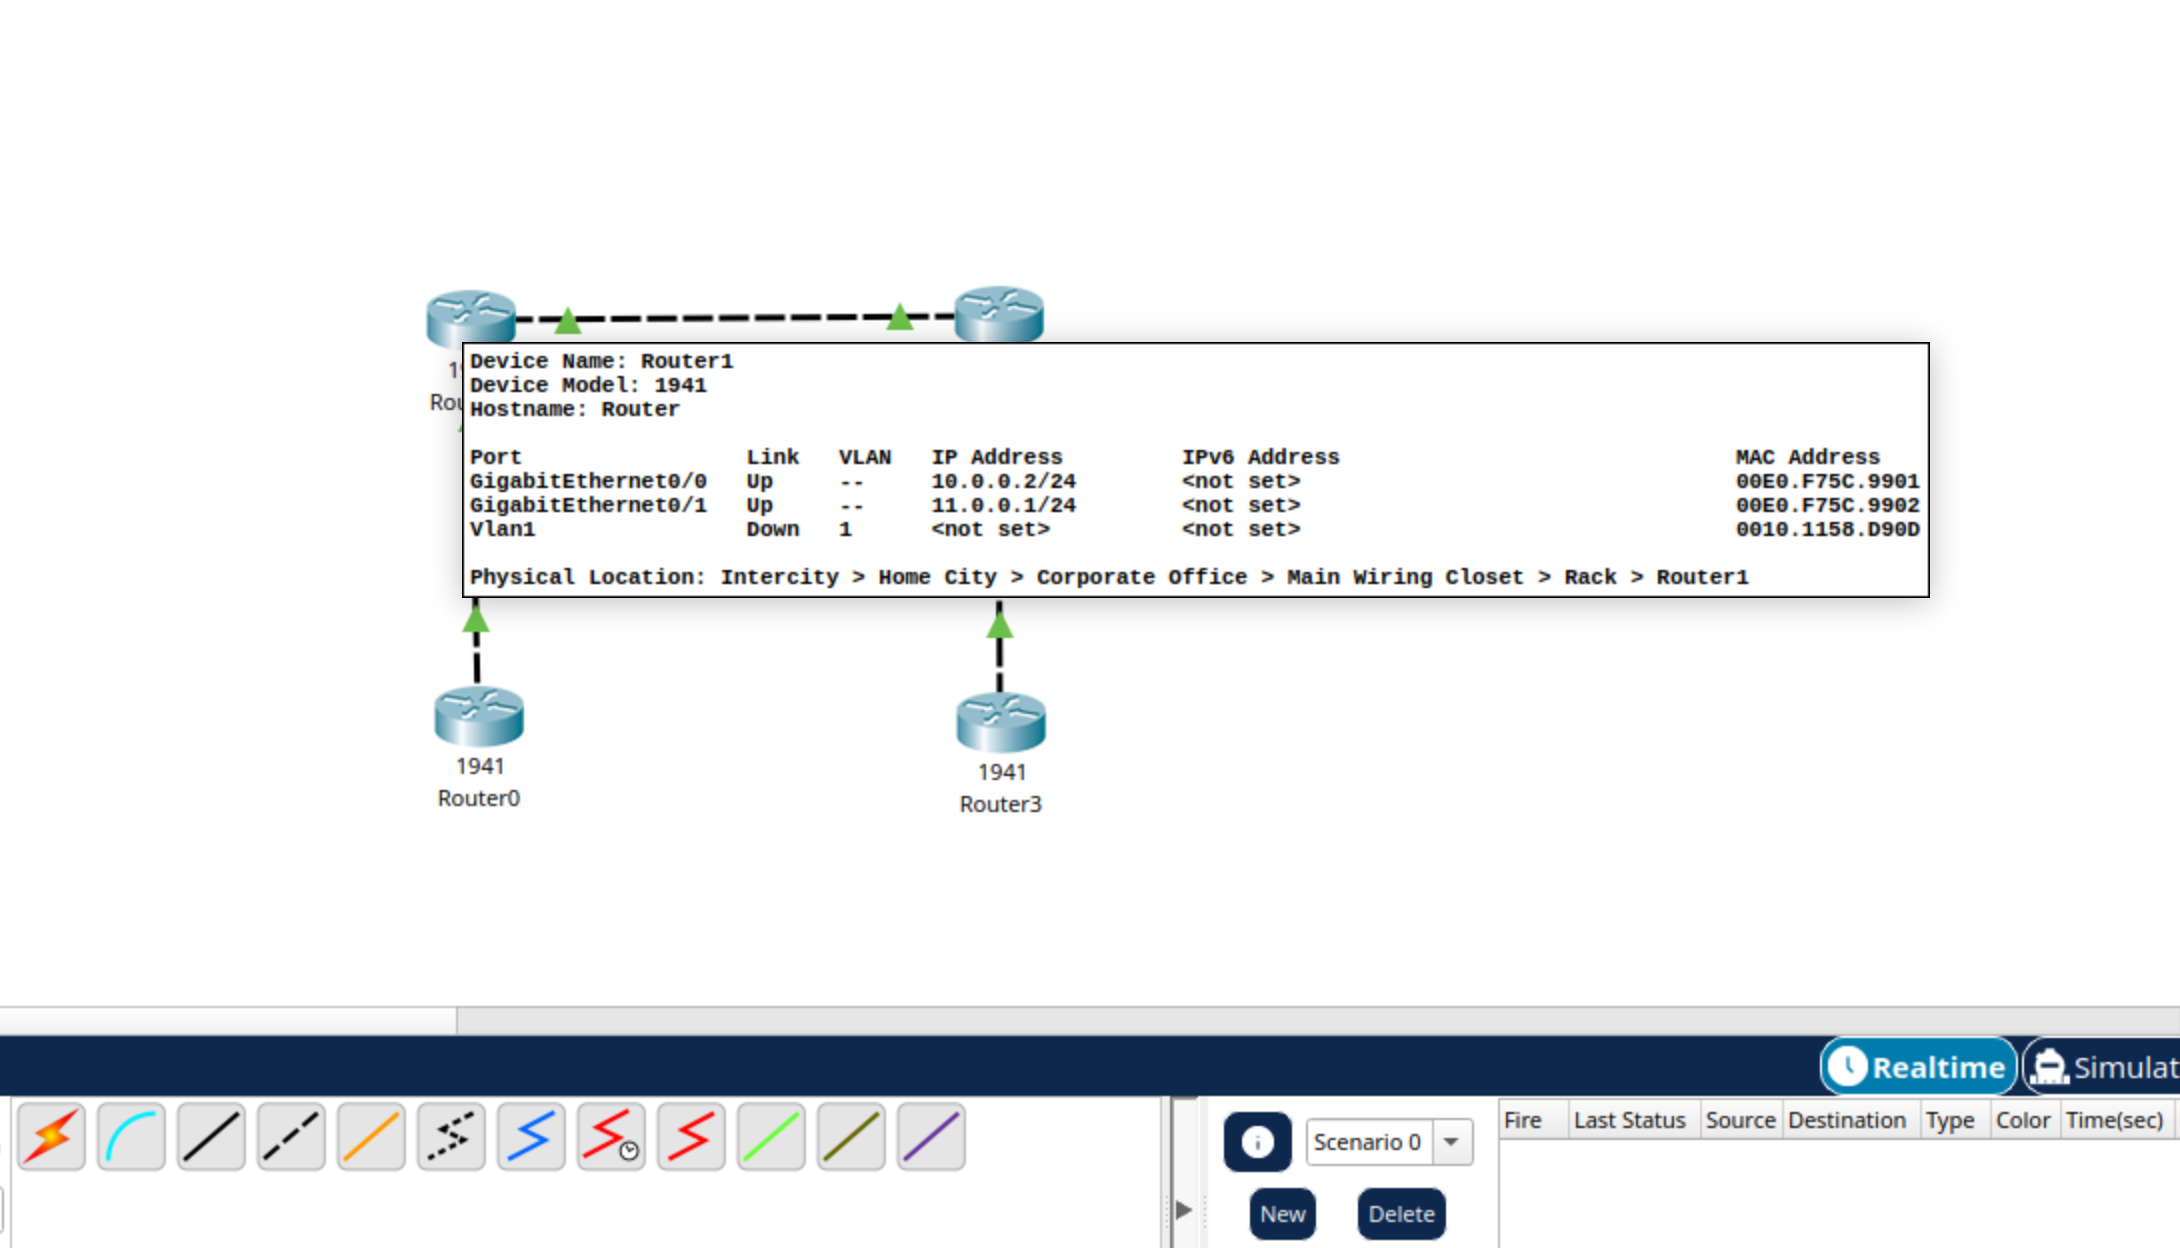 Device Name: Router1
Device Model: 1941
Hostname: Router
Port Link VLAN IP Address IPv6 Address MAC Address
GigabitEthernet0/0 Up -- 10.0.0.2/24 <not set> 00E0.F75C.9901
GigabitEthernet0/1 Up -- 11.0.0.1/24 <not set> 00E0.F75C.9902
Vlan1 Down 1 <not set> <not set> 0010.1158.D90D
Physical Location: Intercity > Home City > Corporate Office > Main Wiring Closet > Rack > Router1
1941
Router0
1941
Router3
Realtime
Fire Last Status Source Destination Type Color Time(sec)
Scenario 0
New Delete